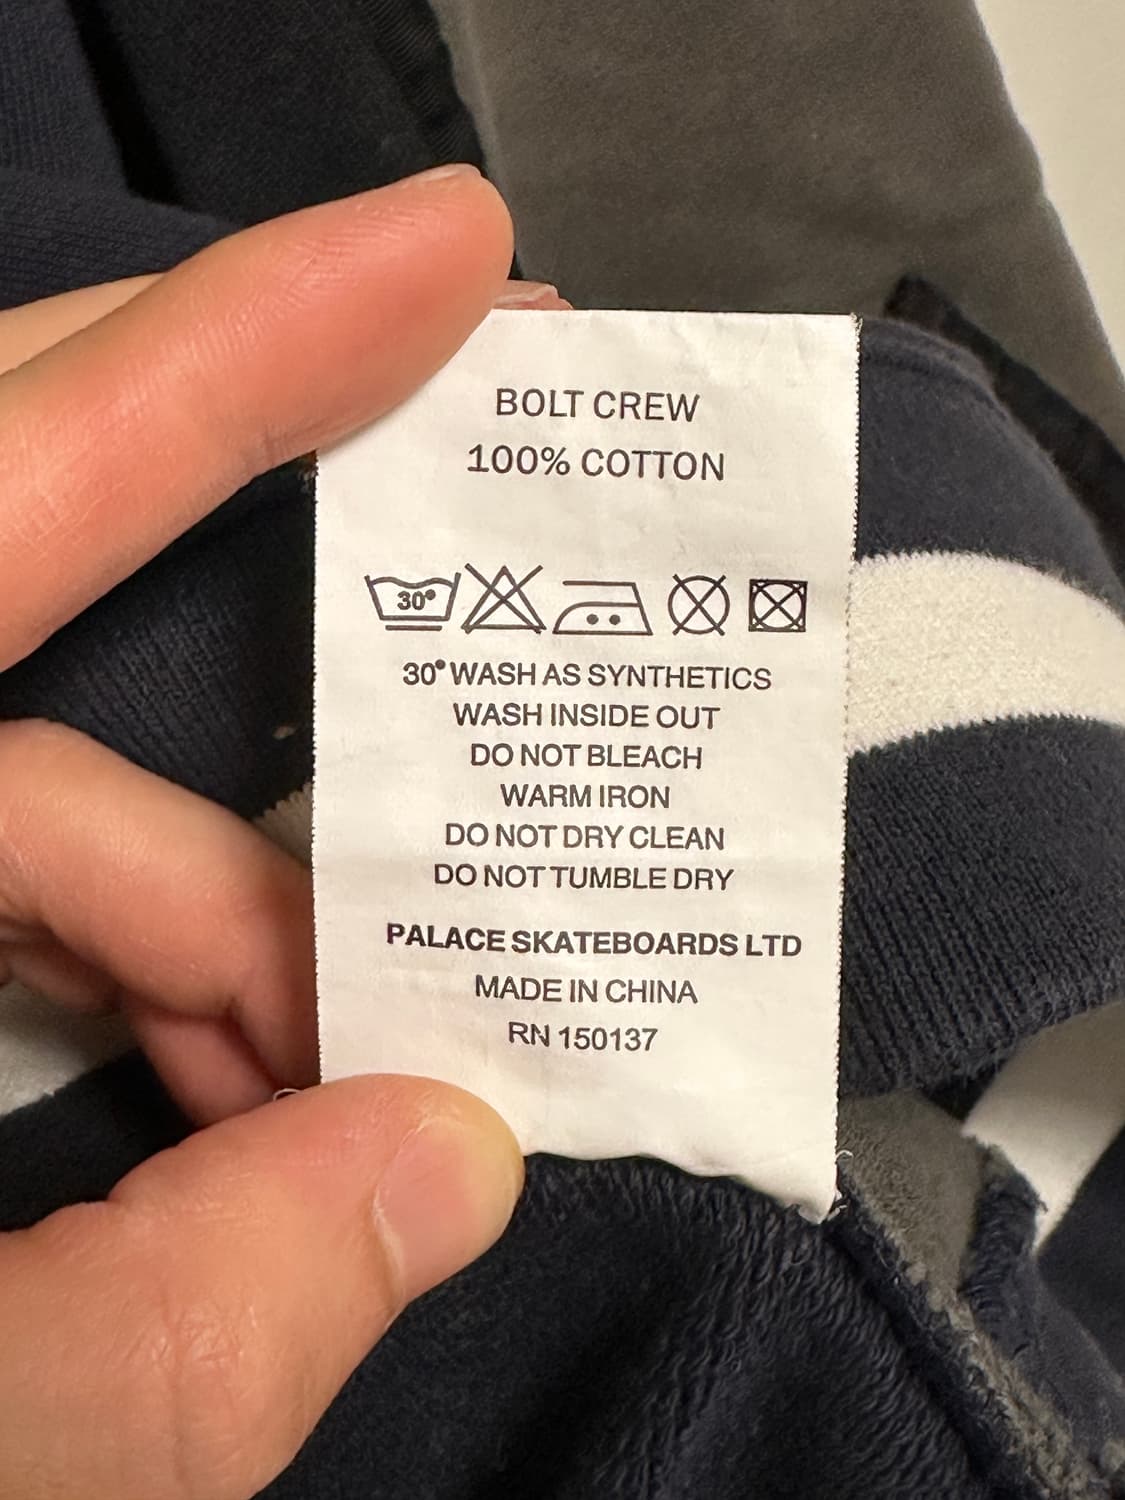 BOLT CREW
100% COTTON
30°
30° WASH AS SYNTHETICS
WASH INSIDE OUT
DO NOT BLEACH
WARM IRON
DO NOT DRY CLEAN
DO NOT TUMBLE DRY
PALACE SKATEBOARDS LTD
MADE IN CHINA
RN 150137